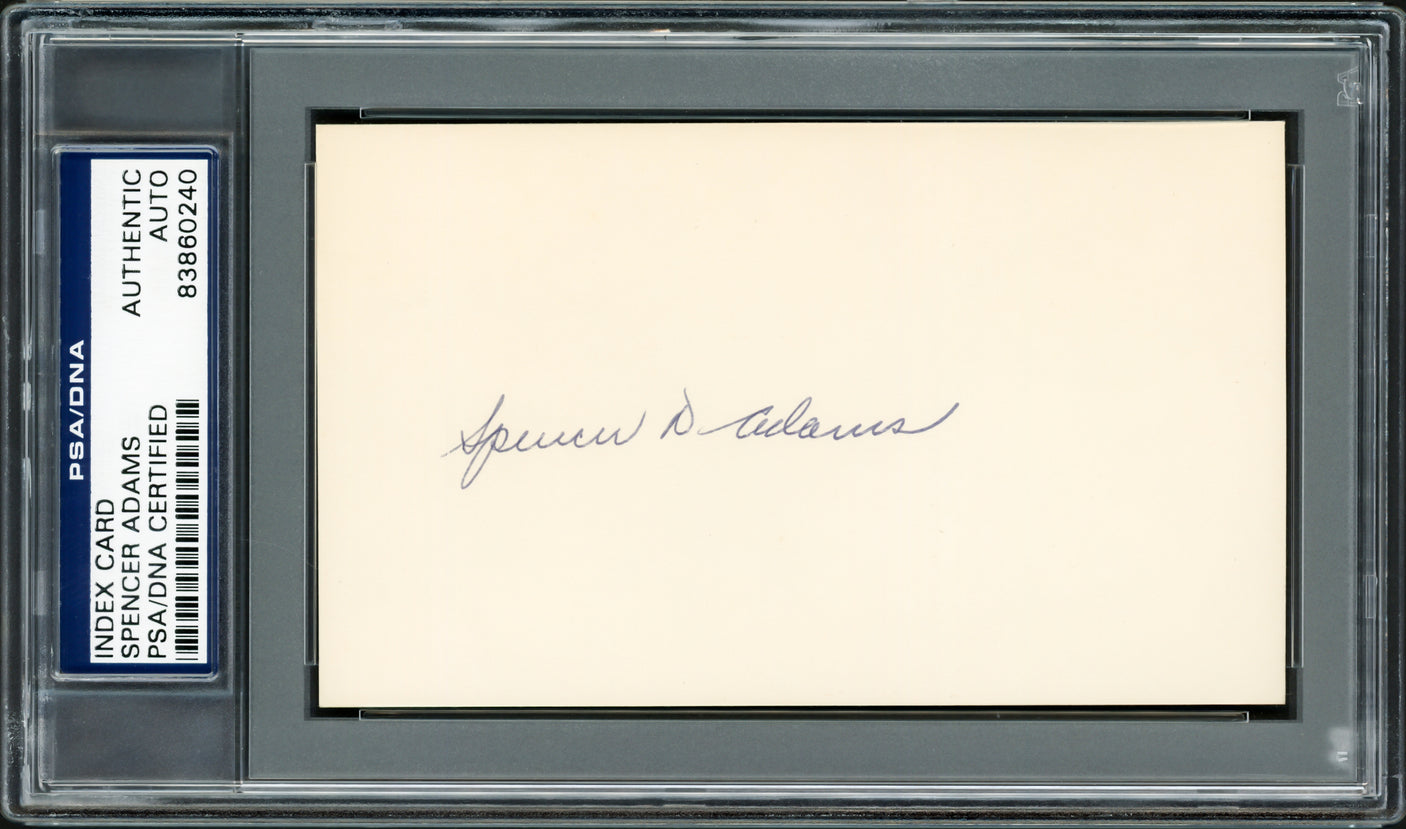 PSA/DNA
INDEX CARD AUTHENTIC
SPENCER ADAMS AUTO
PSA/DNA CERTIFIED 83860240
Spencer D Adams